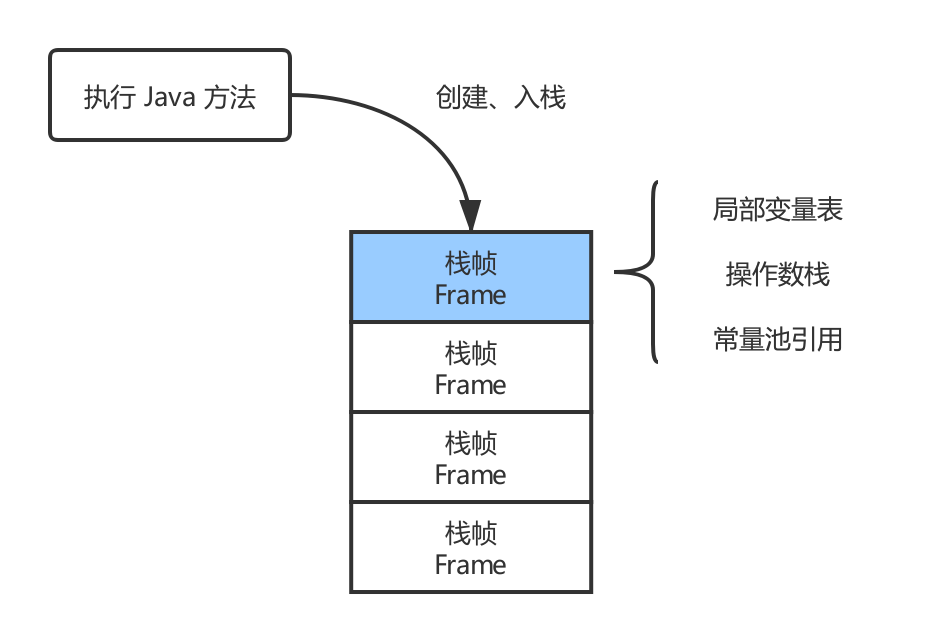 执行 Java 方法
创建、入栈
栈帧
Frame
栈帧
Frame
栈帧
Frame
栈帧
Frame
局部变量表
操作数栈
常量池引用